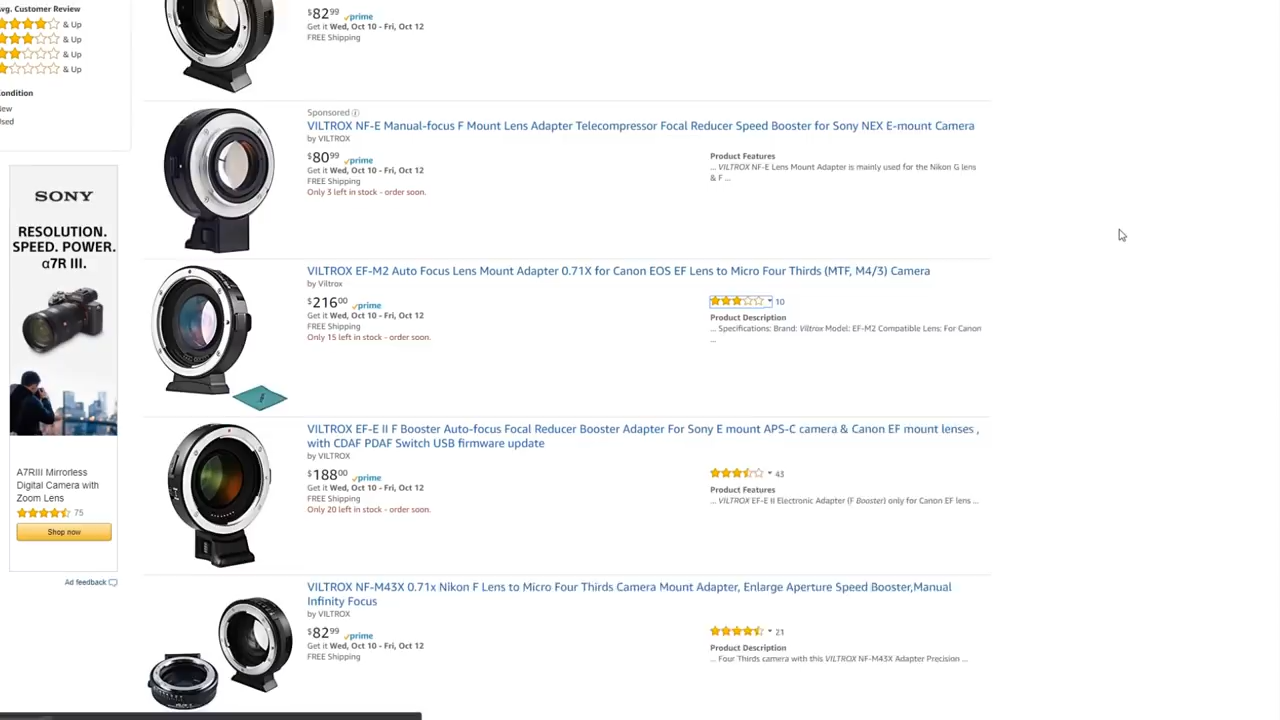 Avg. Customer Review
& Up
& Up
& Up
& Up
Condition
New
Used
SONY
RESOLUTION.
SPEED. POWER.
α7R III.
A7RIII Mirrorless
Digital Camera with
Zoom Lens
75
Shop now
Ad feedback
$82⁹⁹ prime
Get it Wed, Oct 10 - Fri, Oct 12
FREE Shipping
Sponsored
VILTROX NF-E Manual-focus F Mount Lens Adapter Telecompressor Focal Reducer Speed Booster for Sony NEX E-mount Camera
by VILTROX
$80⁹⁹ prime
Get it Wed, Oct 10 - Fri, Oct 12
FREE Shipping
Only 3 left in stock - order soon.
Product Features
... VILTROX NF-E Lens Mount Adapter is mainly used for the Nikon G lens
& F ...
VILTROX EF-M2 Auto Focus Lens Mount Adapter 0.71X for Canon EOS EF Lens to Micro Four Thirds (MTF, M4/3) Camera
by Viltrox
$216⁰⁰ prime
Get it Wed, Oct 10 - Fri, Oct 12
FREE Shipping
Only 15 left in stock - order soon.
10
Product Description
... Specifications: Brand: Viltrox Model: EF-M2 Compatible Lens: For Canon
...
VILTROX EF-E II F Booster Auto-focus Focal Reducer Booster Adapter For Sony E mount APS-C camera & Canon EF mount lenses ,
with CDAF PDAF Switch USB firmware update
by VILTROX
$188⁰⁰ prime
Get it Wed, Oct 10 - Fri, Oct 12
FREE Shipping
Only 20 left in stock - order soon.
43
Product Features
... VILTROX EF-E II Electronic Adapter (F Booster) only for Canon EF lens ...
VILTROX NF-M43X 0.71x Nikon F Lens to Micro Four Thirds Camera Mount Adapter, Enlarge Aperture Speed Booster,Manual
Infinity Focus
by VILTROX
$82⁹⁹ prime
Get it Wed, Oct 10 - Fri, Oct 12
FREE Shipping
21
Product Description
... Four Thirds camera with this VILTROX NF-M43X Adapter Precision ...